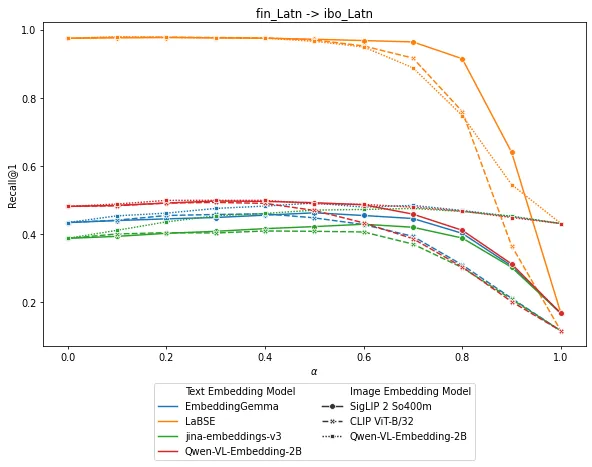 fin_Latn -> ibo_Latn
1.0
0.8
0.6
0.4
0.2
Recall@1
0.0 0.2 0.4 0.6 0.8 1.0
α
Text Embedding Model Image Embedding Model
EmbeddingGemma SigLIP 2 So400m
LaBSE CLIP ViT-B/32
jina-embeddings-v3 Qwen-VL-Embedding-2B
Qwen-VL-Embedding-2B